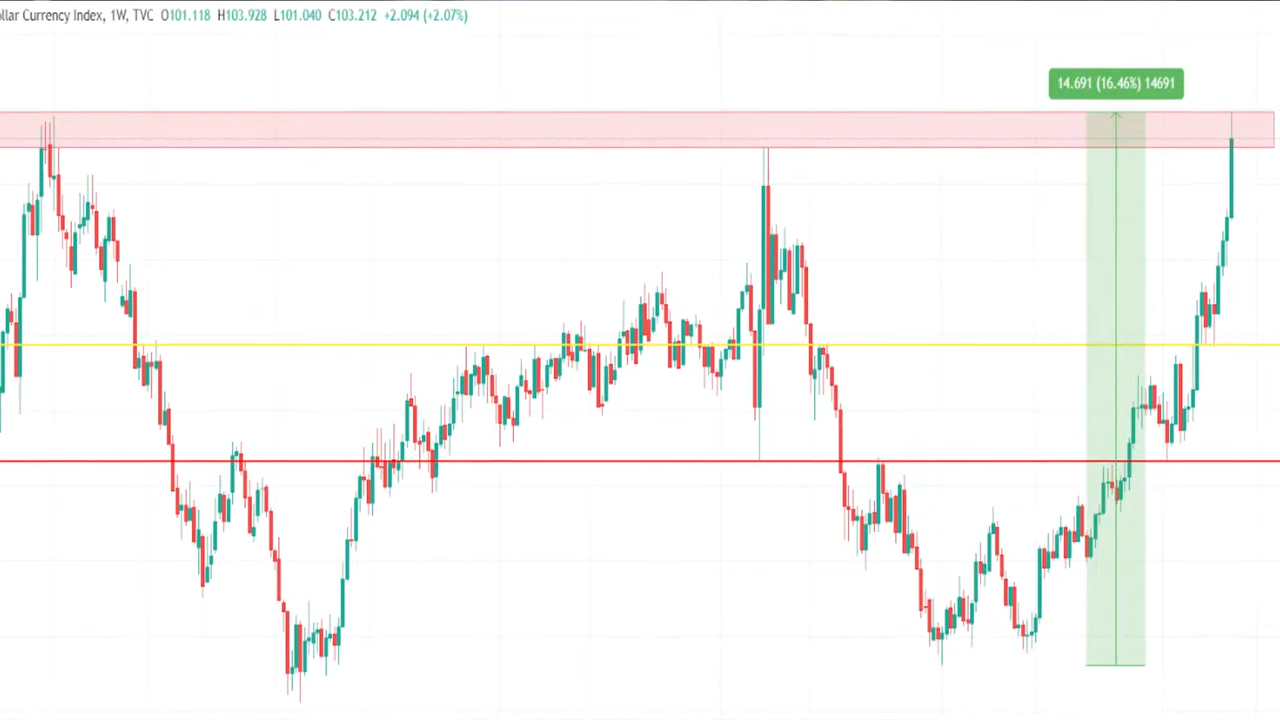 llar Currency Index, 1W, TVC O101.118 H103.928 L101.040 C103.212 +2.094 (+2.07%)
14.691 (16.46%) 14691